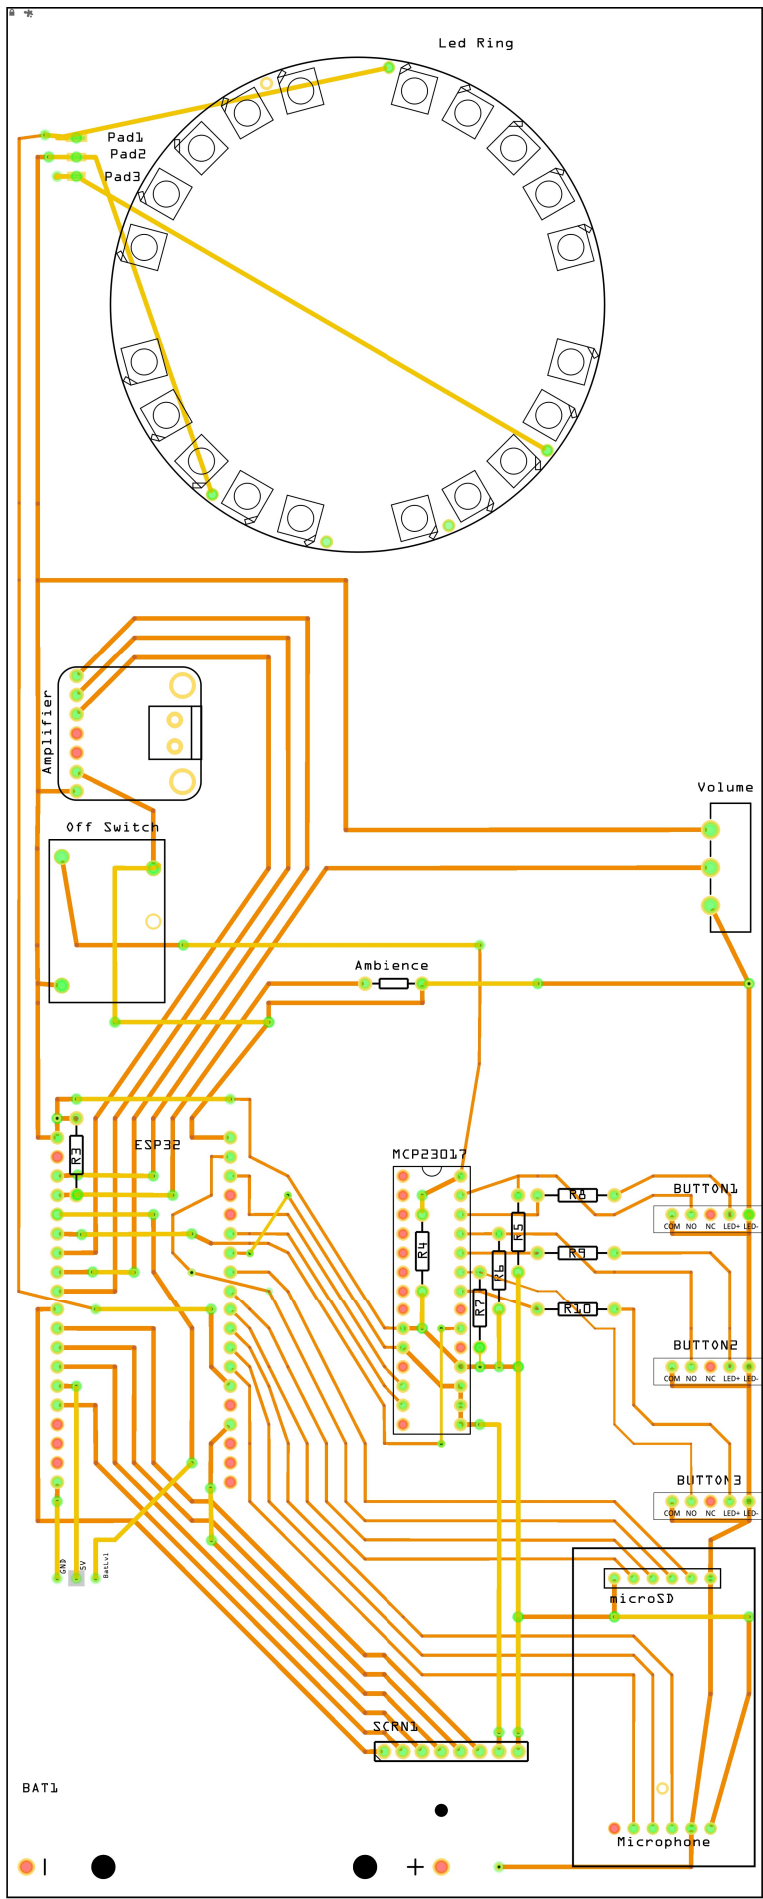 Led Ring
Pad1
Pad2
Pad3
Amplifier
Volume
Off Switch
Ambience
ESP32
R3
MCP23017
R4
R5
R6
R7
R8
R9
R10
BUTTON1
COM NO NC LED+ LED-
BUTTON2
COM NO NC LED+ LED-
BUTTON3
COM NO NC LED+ LED-
GND
5V
BatLvl
microSD
SCRN1
BAT1
Microphone
− +